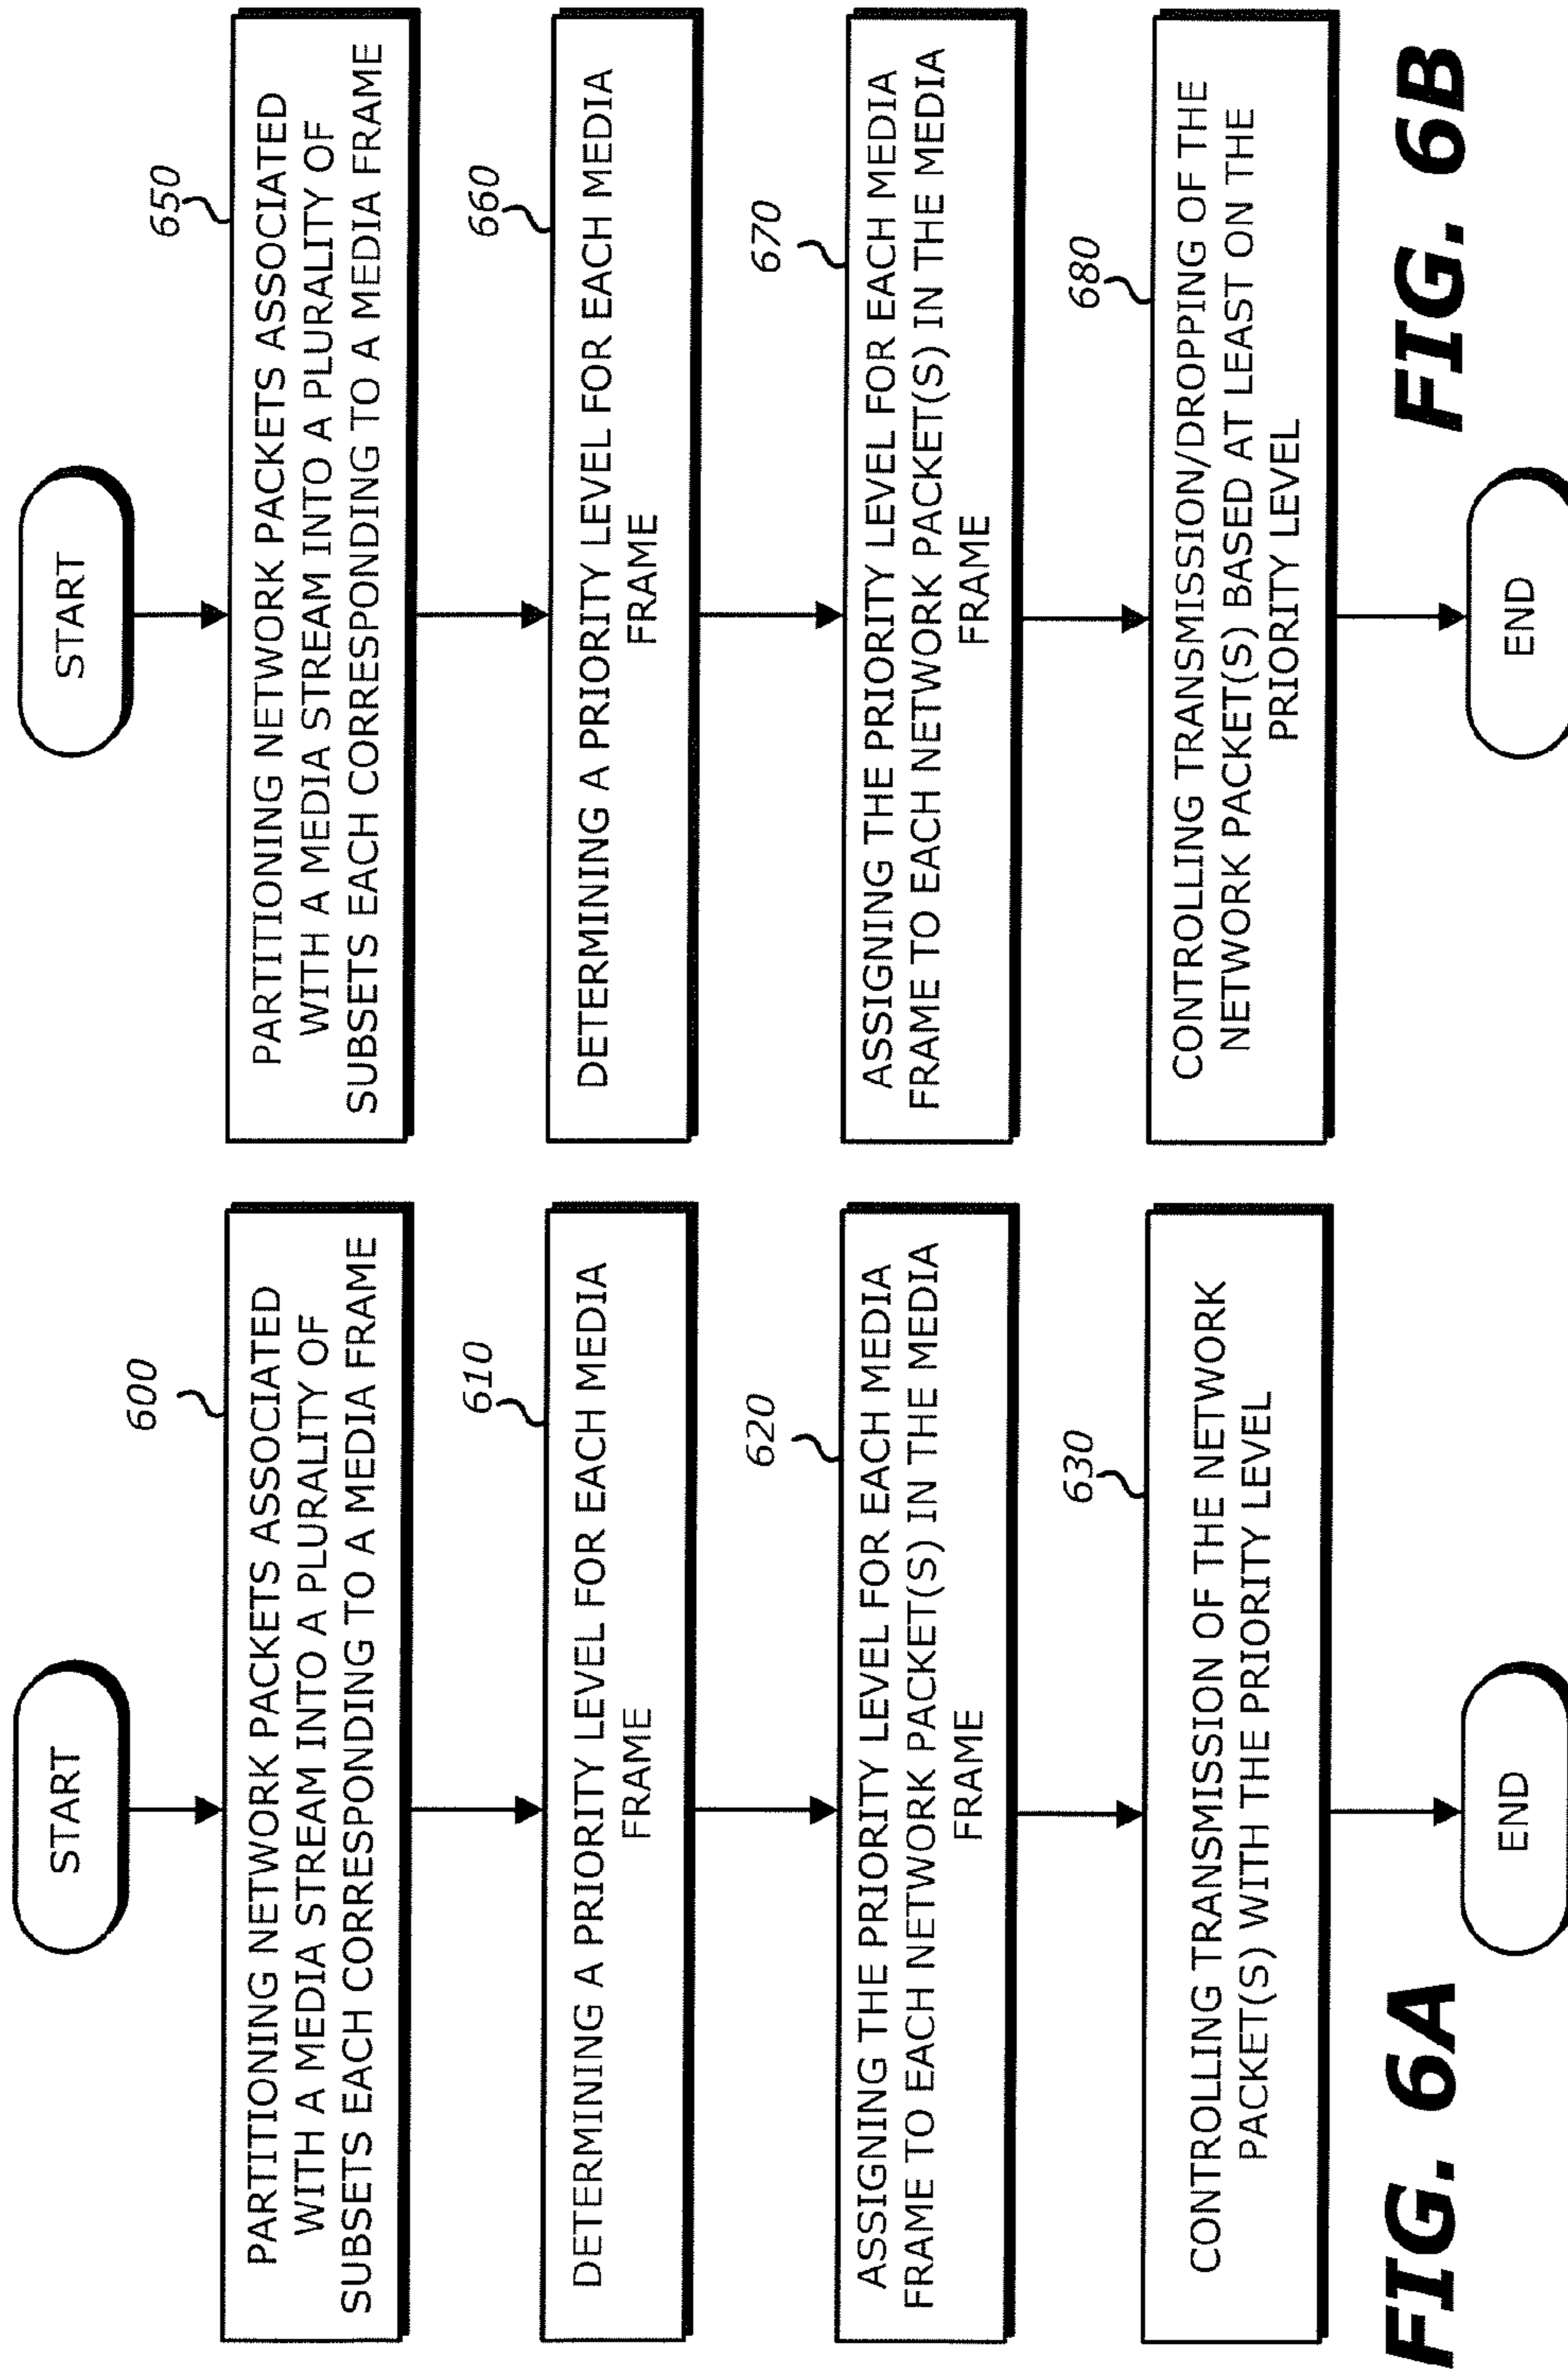 START
600
PARTITIONING NETWORK PACKETS ASSOCIATED
WITH A MEDIA STREAM INTO A PLURALITY OF
SUBSETS EACH CORRESPONDING TO A MEDIA FRAME
610
DETERMINING A PRIORITY LEVEL FOR EACH MEDIA
FRAME
620
ASSIGNING THE PRIORITY LEVEL FOR EACH MEDIA
FRAME TO EACH NETWORK PACKET(S) IN THE MEDIA
FRAME
630
CONTROLLING TRANSMISSION OF THE NETWORK
PACKET(S) WITH THE PRIORITY LEVEL
END
FIG. 6A
START
650
PARTITIONING NETWORK PACKETS ASSOCIATED
WITH A MEDIA STREAM INTO A PLURALITY OF
SUBSETS EACH CORRESPONDING TO A MEDIA FRAME
660
DETERMINING A PRIORITY LEVEL FOR EACH MEDIA
FRAME
670
ASSIGNING THE PRIORITY LEVEL FOR EACH MEDIA
FRAME TO EACH NETWORK PACKET(S) IN THE MEDIA
FRAME
680
CONTROLLING TRANSMISSION/DROPPING OF THE
NETWORK PACKET(S) BASED AT LEAST ON THE
PRIORITY LEVEL
END
FIG. 6B